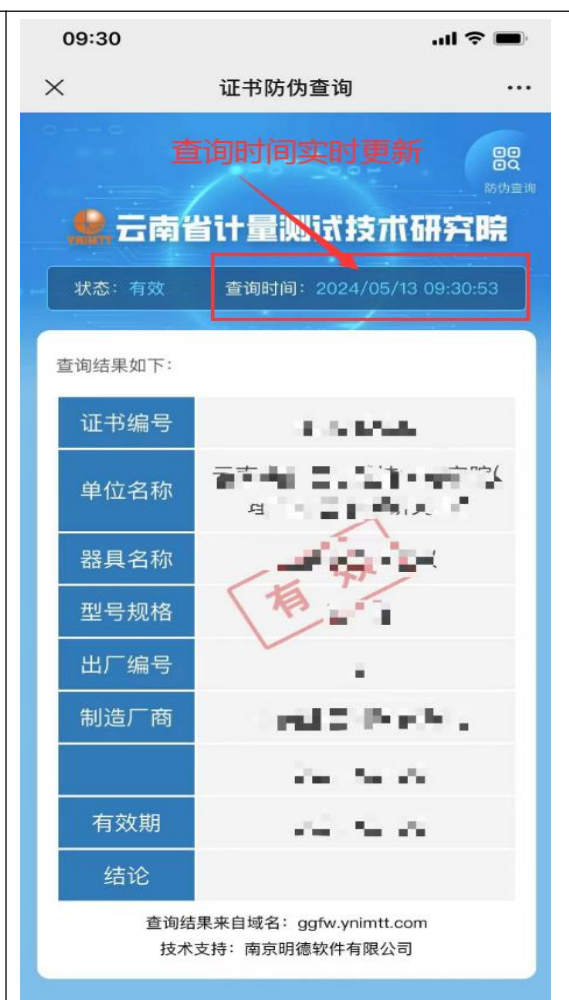 09:30
证书防伪查询
查询时间实时更新
防伪查询
YNIMTT
云南省计量测试技术研究院
状态：有效 查询时间：2024/05/13 09:30:53
查询结果如下：
证书编号
单位名称
器具名称
有效
型号规格
出厂编号
制造厂商
有效期
结论
查询结果来自域名：ggfw.ynimtt.com
技术支持：南京明德软件有限公司